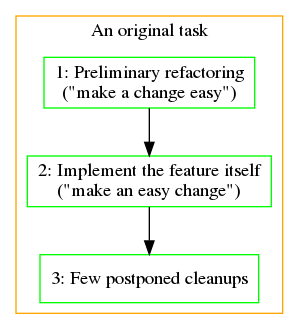 An original task
1: Preliminary refactoring
("make a change easy")
2: Implement the feature itself
("make an easy change")
3: Few postponed cleanups